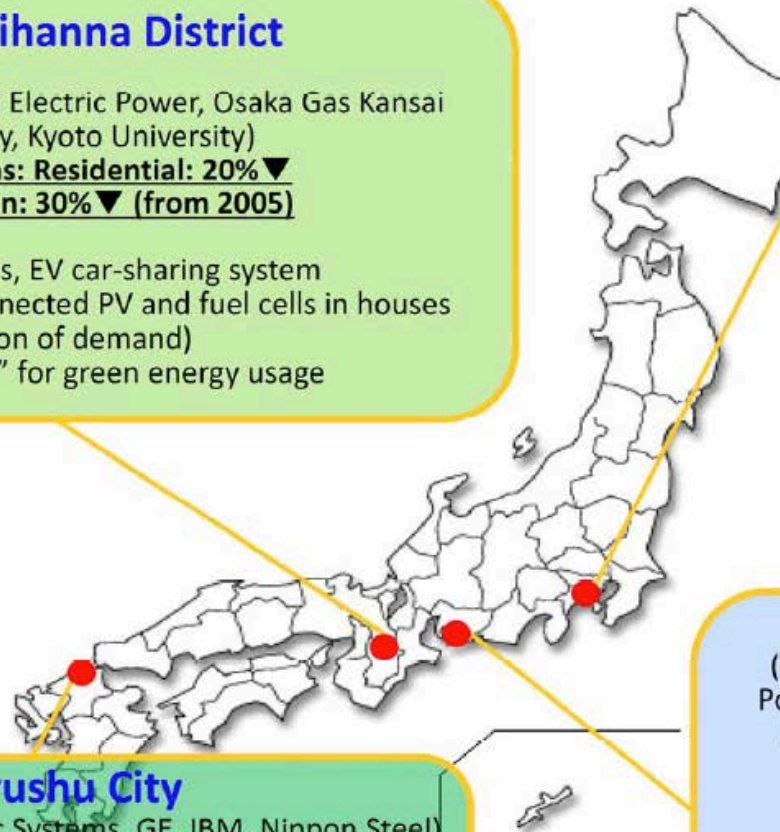 ihanna District
Electric Power, Osaka Gas Kansai
y, Kyoto University)
ns: Residential: 20%▼
n: 30%▼ (from 2005)
s, EV car-sharing system
nected PV and fuel cells in houses
on of demand)
” for green energy usage
(
Po
yushu City
c Systems, GE, IBM, Nippon Steel)